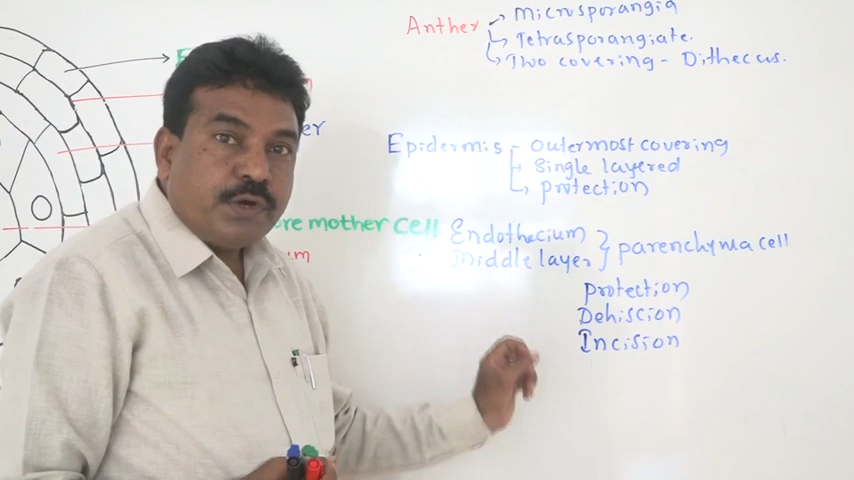 Anther
Microsporangia
Tetrasporangiate.
Two covering - Dithecus.
Epidermis - outermost covering
Single layered
protection
ore mother cell
Endothecium
Middle layer
parenchyma cell
protection
Dehiscion
Incision